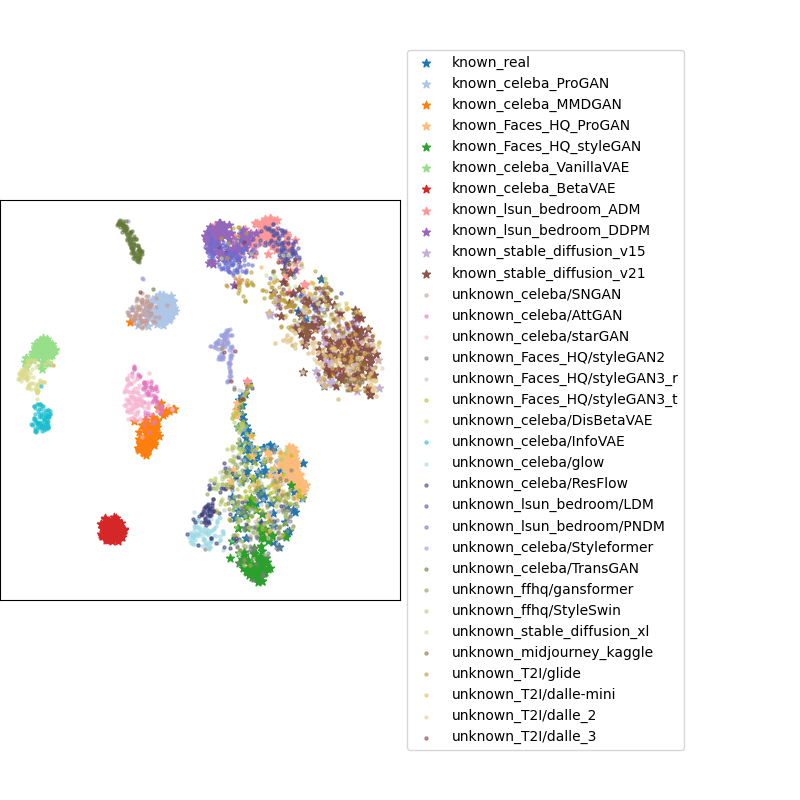 known_real
known_celeba_ProGAN
known_celeba_MMDGAN
known_Faces_HQ_ProGAN
known_Faces_HQ_styleGAN
known_celeba_VanillaVAE
known_celeba_BetaVAE
known_lsun_bedroom_ADM
known_lsun_bedroom_DDPM
known_stable_diffusion_v15
known_stable_diffusion_v21
unknown_celeba/SNGAN
unknown_celeba/AttGAN
unknown_celeba/starGAN
unknown_Faces_HQ/styleGAN2
unknown_Faces_HQ/styleGAN3_r
unknown_Faces_HQ/styleGAN3_t
unknown_celeba/DisBetaVAE
unknown_celeba/InfoVAE
unknown_celeba/glow
unknown_celeba/ResFlow
unknown_lsun_bedroom/LDM
unknown_lsun_bedroom/PNDM
unknown_celeba/Styleformer
unknown_celeba/TransGAN
unknown_ffhq/gansformer
unknown_ffhq/StyleSwin
unknown_stable_diffusion_xl
unknown_midjourney_kaggle
unknown_T2I/glide
unknown_T2I/dalle-mini
unknown_T2I/dalle_2
unknown_T2I/dalle_3